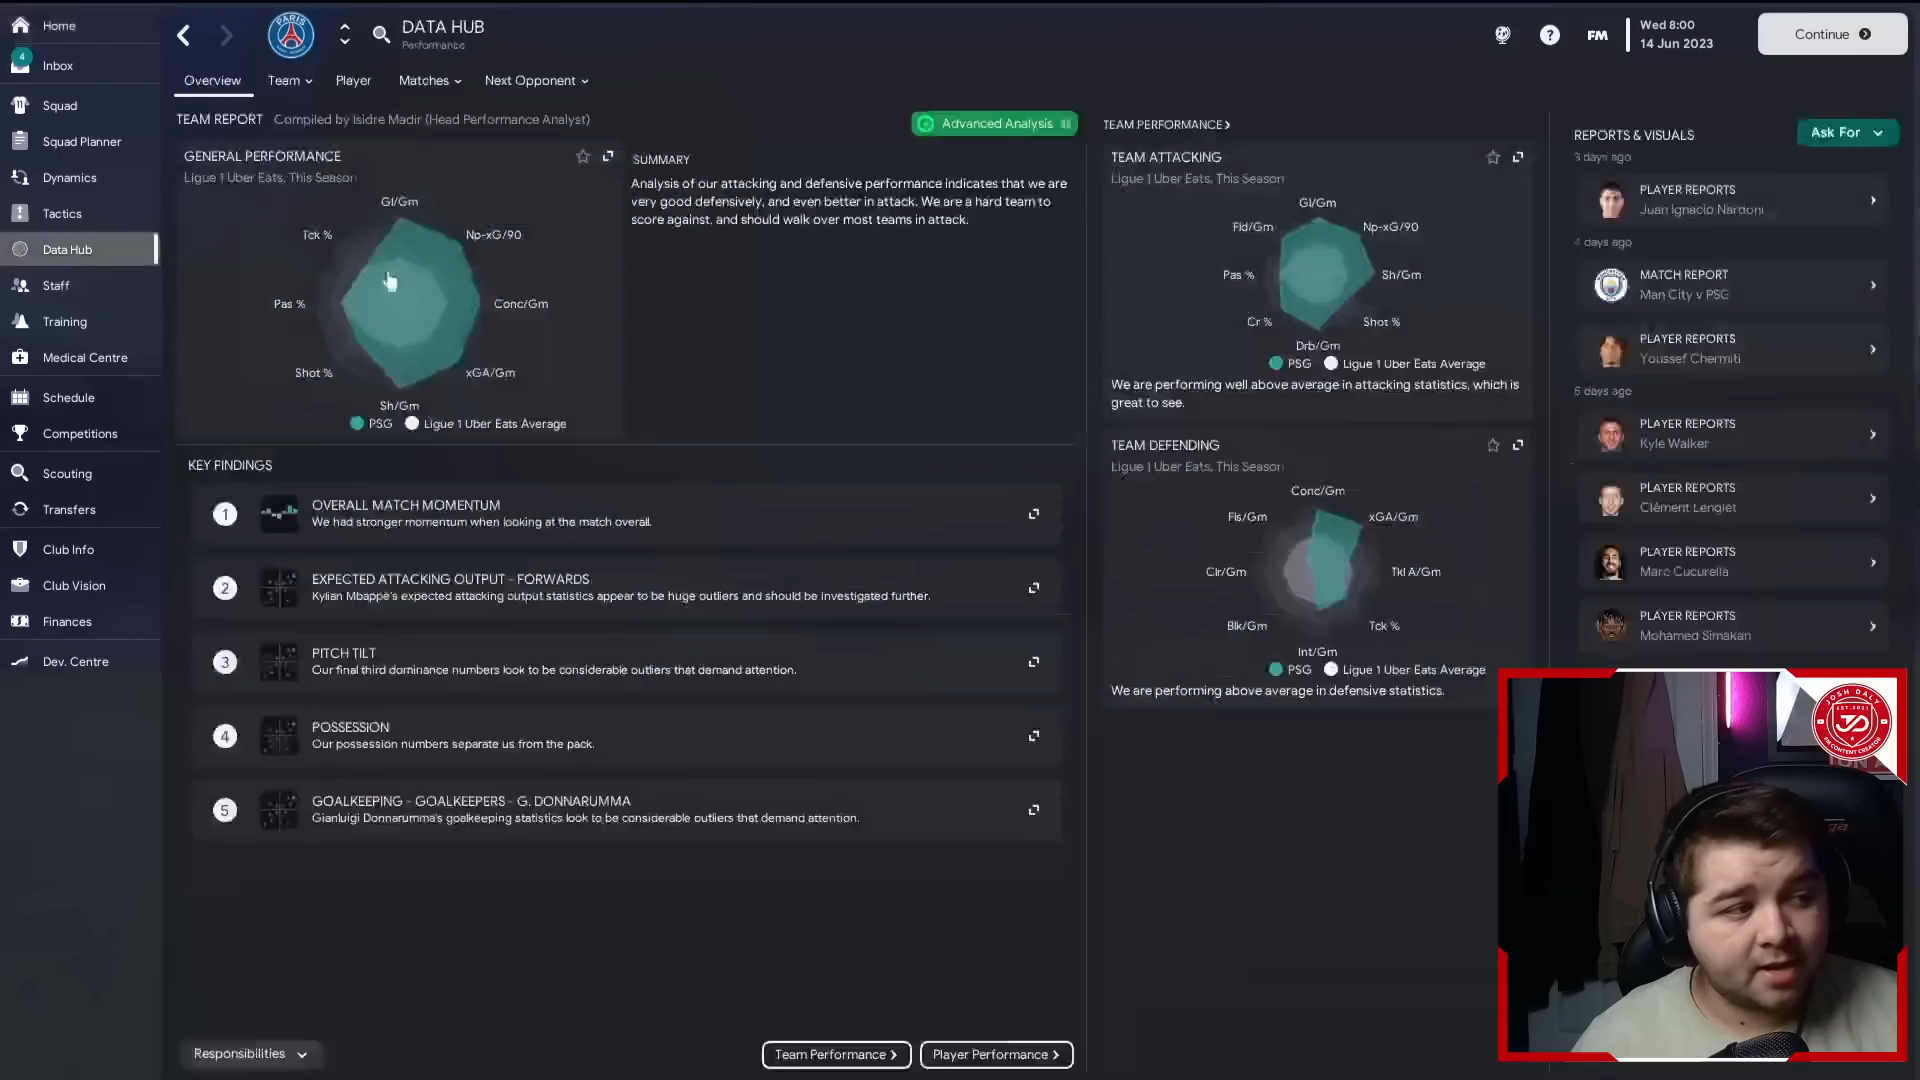 Home
4
Inbox
Squad
Squad Planner
Dynamics
Tactics
Data Hub
Staff
Training
Medical Centre
Schedule
Competitions
Scouting
Transfers
Club Info
Club Vision
Finances
Dev. Centre
PARIS
DATA HUB
Performance
FM
Wed 8:00
14 Jun 2023
Continue
Overview
Team
Player
Matches
Next Opponent
TEAM REPORT Compiled by Isidre Madir (Head Performance Analyst)
Advanced Analysis
GENERAL PERFORMANCE
Ligue 1 Uber Eats, This Season
Gl/Gm
Tck %
Np-xG/90
Pas %
Conc/Gm
Shot %
xGA/Gm
Sh/Gm
PSG
Ligue 1 Uber Eats Average
SUMMARY
Analysis of our attacking and defensive performance indicates that we are
very good defensively, and even better in attack. We are a hard team to
score against, and should walk over most teams in attack.
KEY FINDINGS
1
OVERALL MATCH MOMENTUM
We had stronger momentum when looking at the match overall.
2
EXPECTED ATTACKING OUTPUT - FORWARDS
Kylian Mbappé's expected attacking output statistics appear to be huge outliers and should be investigated further.
3
PITCH TILT
Our final third dominance numbers look to be considerable outliers that demand attention.
4
POSSESSION
Our possession numbers separate us from the pack.
5
GOALKEEPING - GOALKEEPERS - G. DONNARUMMA
Gianluigi Donnarumma's goalkeeping statistics look to be considerable outliers that demand attention.
Responsibilities
Team Performance
Player Performance
TEAM PERFORMANCE
TEAM ATTACKING
Ligue 1 Uber Eats, This Season
Gl/Gm
Fld/Gm
Np-xG/90
Pas %
Sh/Gm
Cr %
Shot %
Drb/Gm
PSG
Ligue 1 Uber Eats Average
We are performing well above average in attacking statistics, which is
great to see.
TEAM DEFENDING
Ligue 1 Uber Eats, This Season
Conc/Gm
Fls/Gm
xGA/Gm
Clr/Gm
Tkl A/Gm
Blk/Gm
Tck %
Int/Gm
PSG
Ligue 1 Uber Eats Average
We are performing above average in defensive statistics.
REPORTS & VISUALS
Ask For
3 days ago
PLAYER REPORTS
Juan Ignacio Nardoni
4 days ago
MATCH REPORT
Man City v PSG
PLAYER REPORTS
Youssef Chermiti
6 days ago
PLAYER REPORTS
Kyle Walker
PLAYER REPORTS
Clément Lenglet
PLAYER REPORTS
Marc Cucurella
PLAYER REPORTS
Mohamed Simakan
JOSH DALY
EST. 2021
JD
FM CONTENT CREATOR